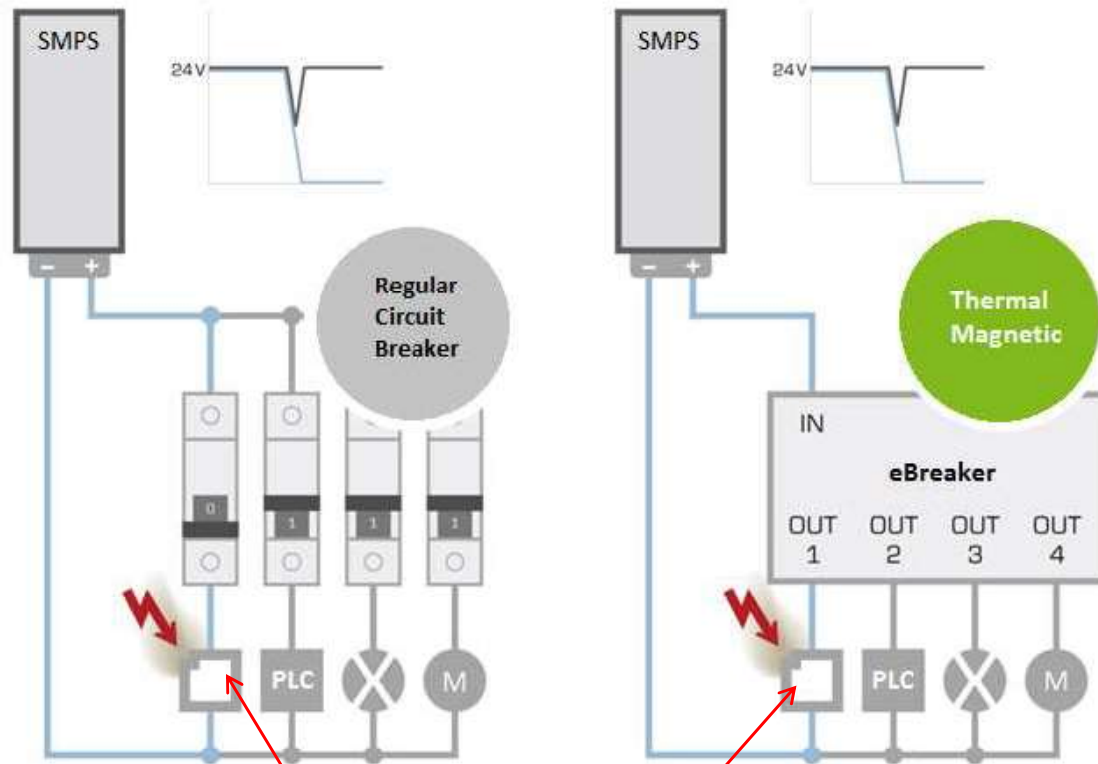 SMPS
24V
− +
Regular
Circuit
Breaker
0
1
1
1
PLC
M
SMPS
24V
− +
Thermal
Magnetic
IN
eBreaker
OUT OUT OUT OUT
1 2 3 4
PLC
M